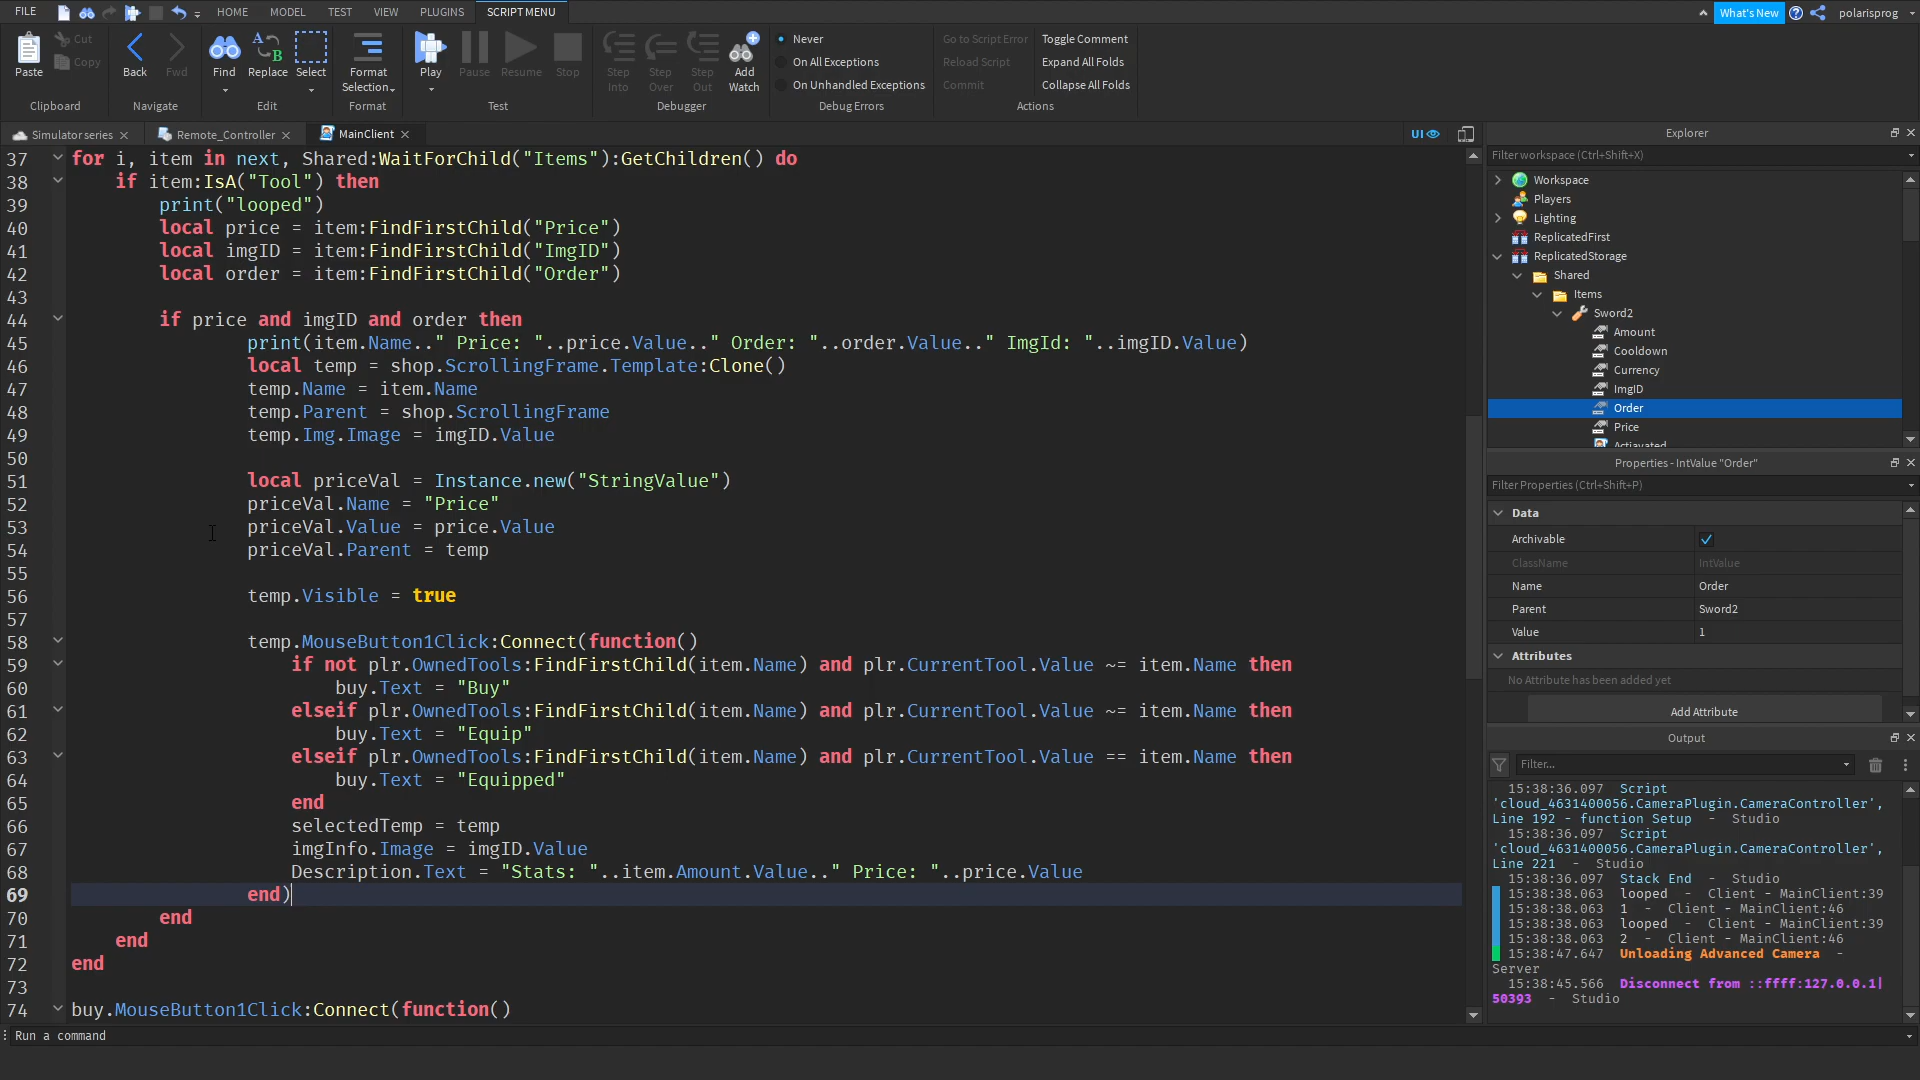 FILE
HOME
MODEL
TEST
VIEW
PLUGINS
SCRIPT MENU
What's New
polarisprog
Paste
Cut
Copy
Clipboard
Back
Fwd
Navigate
Find
Replace
Select
Edit
Format
Selection
Format
Play
Pause
Resume
Stop
Test
Step
Into
Step
Over
Step
Out
Add
Watch
Debugger
Never
On All Exceptions
On Unhandled Exceptions
Debug Errors
Go to Script Error
Reload Script
Commit
Toggle Comment
Expand All Folds
Collapse All Folds
Actions
Simulator series
Remote_Controller
MainClient
UI
37 for i, item in next, Shared:WaitForChild("Items"):GetChildren() do
38 if item:IsA("Tool") then
39 print("looped")
40 local price = item:FindFirstChild("Price")
41 local imgID = item:FindFirstChild("ImgID")
42 local order = item:FindFirstChild("Order")
43
44 if price and imgID and order then
45 print(item.Name.." Price: "..price.Value.." Order: "..order.Value.." ImgId: "..imgID.Value)
46 local temp = shop.ScrollingFrame.Template:Clone()
47 temp.Name = item.Name
48 temp.Parent = shop.ScrollingFrame
49 temp.Img.Image = imgID.Value
50
51 local priceVal = Instance.new("StringValue")
52 priceVal.Name = "Price"
53 priceVal.Value = price.Value
54 priceVal.Parent = temp
55
56 temp.Visible = true
57
58 temp.MouseButton1Click:Connect(function()
59 if not plr.OwnedTools:FindFirstChild(item.Name) and plr.CurrentTool.Value ~= item.Name then
60 buy.Text = "Buy"
61 elseif plr.OwnedTools:FindFirstChild(item.Name) and plr.CurrentTool.Value ~= item.Name then
62 buy.Text = "Equip"
63 elseif plr.OwnedTools:FindFirstChild(item.Name) and plr.CurrentTool.Value == item.Name then
64 buy.Text = "Equipped"
65 end
66 selectedTemp = temp
67 imgInfo.Image = imgID.Value
68 Description.Text = "Stats: "..item.Amount.Value.." Price: "..price.Value
69 end)
70 end
71 end
72 end
73
74 buy.MouseButton1Click:Connect(function()
Run a command
Explorer
Filter workspace (Ctrl+Shift+X)
Workspace
Players
Lighting
ReplicatedFirst
ReplicatedStorage
Shared
Items
Sword2
Amount
Cooldown
Currency
ImgID
Order
Price
Actiavated
Properties - IntValue "Order"
Filter Properties (Ctrl+Shift+P)
Data
Archivable
ClassName IntValue
Name Order
Parent Sword2
Value 1
Attributes
No Attribute has been added yet
Add Attribute
Output
Filter...
15:38:36.097 Script
'cloud_4631400056.CameraPlugin.CameraController',
Line 192 - function Setup - Studio
15:38:36.097 Script
'cloud_4631400056.CameraPlugin.CameraController',
Line 221 - Studio
15:38:36.097 Stack End - Studio
15:38:38.063 looped - Client - MainClient:39
15:38:38.063 1 - Client - MainClient:46
15:38:38.063 looped - Client - MainClient:39
15:38:38.063 2 - Client - MainClient:46
15:38:47.647 Unloading Advanced Camera -
Server
15:38:45.566 Disconnect from ::ffff:127.0.0.1|
50393 - Studio